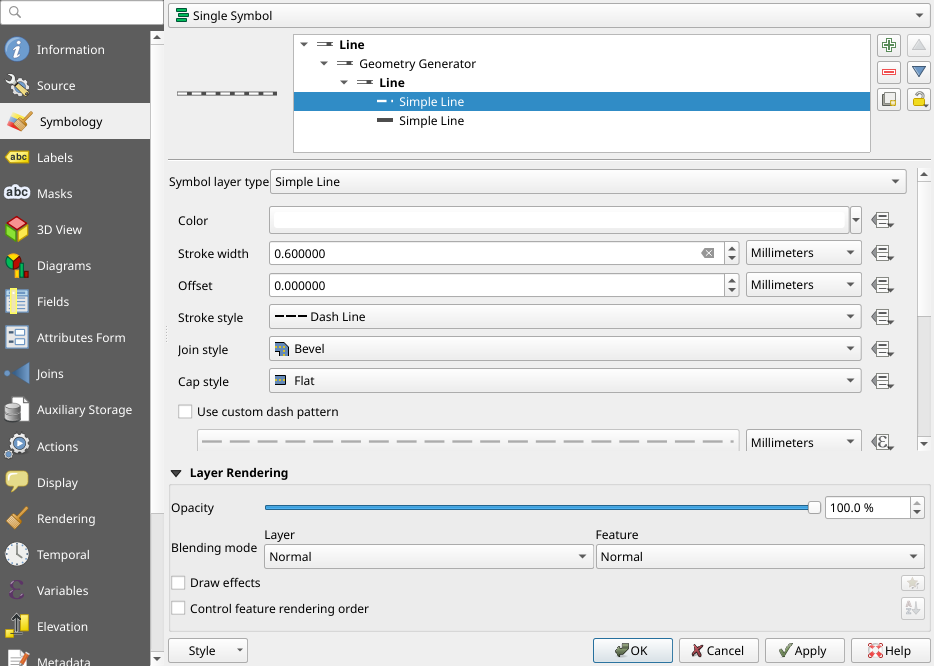 Single Symbol
Information
Source
Symbology
abc Labels
abc Masks
3D View
Diagrams
Fields
Attributes Form
Joins
Auxiliary Storage
Actions
Display
Rendering
Temporal
Variables
Elevation
Metadata
Line
Geometry Generator
Line
Simple Line
Simple Line
Symbol layer type Simple Line
Color
Stroke width 0.600000 Millimeters
Offset 0.000000 Millimeters
Stroke style Dash Line
Join style Bevel
Cap style Flat
Use custom dash pattern
Millimeters
Layer Rendering
Opacity 100.0 %
Layer Feature
Blending mode Normal Normal
Draw effects
Control feature rendering order
Style OK Cancel Apply Help